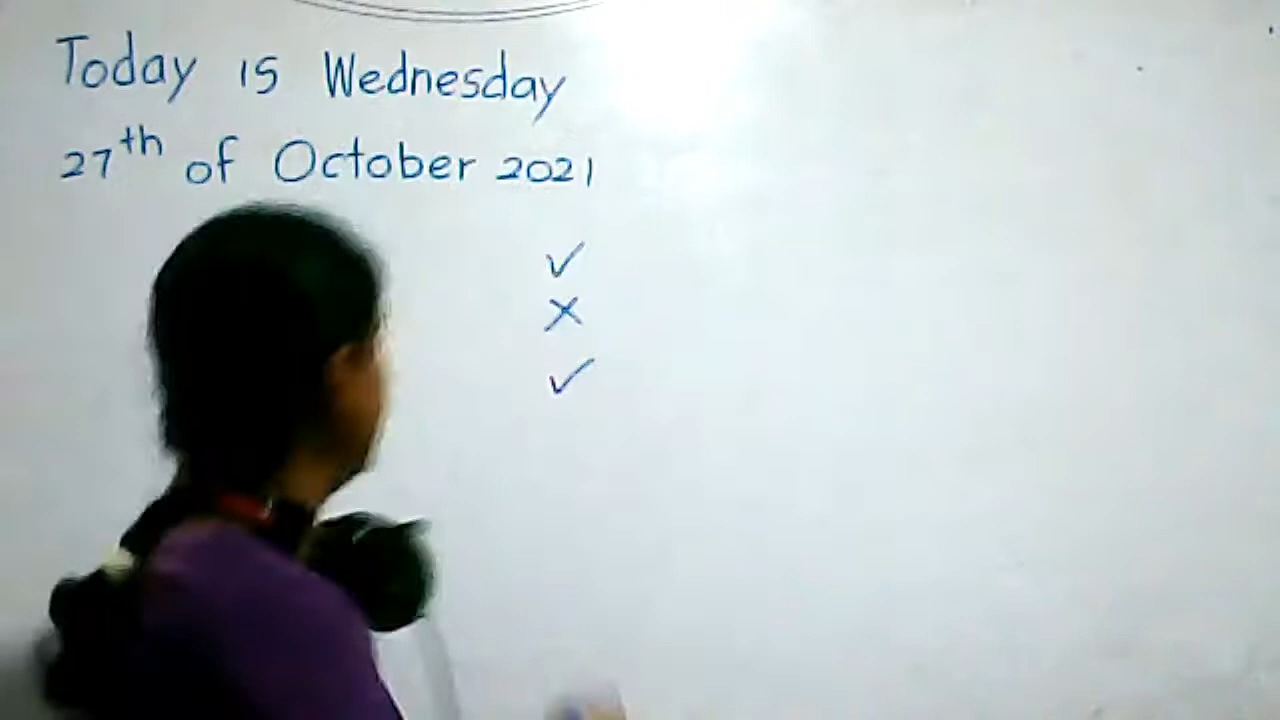 Today is Wednesday
27th of October 2021
✓
✗
✓